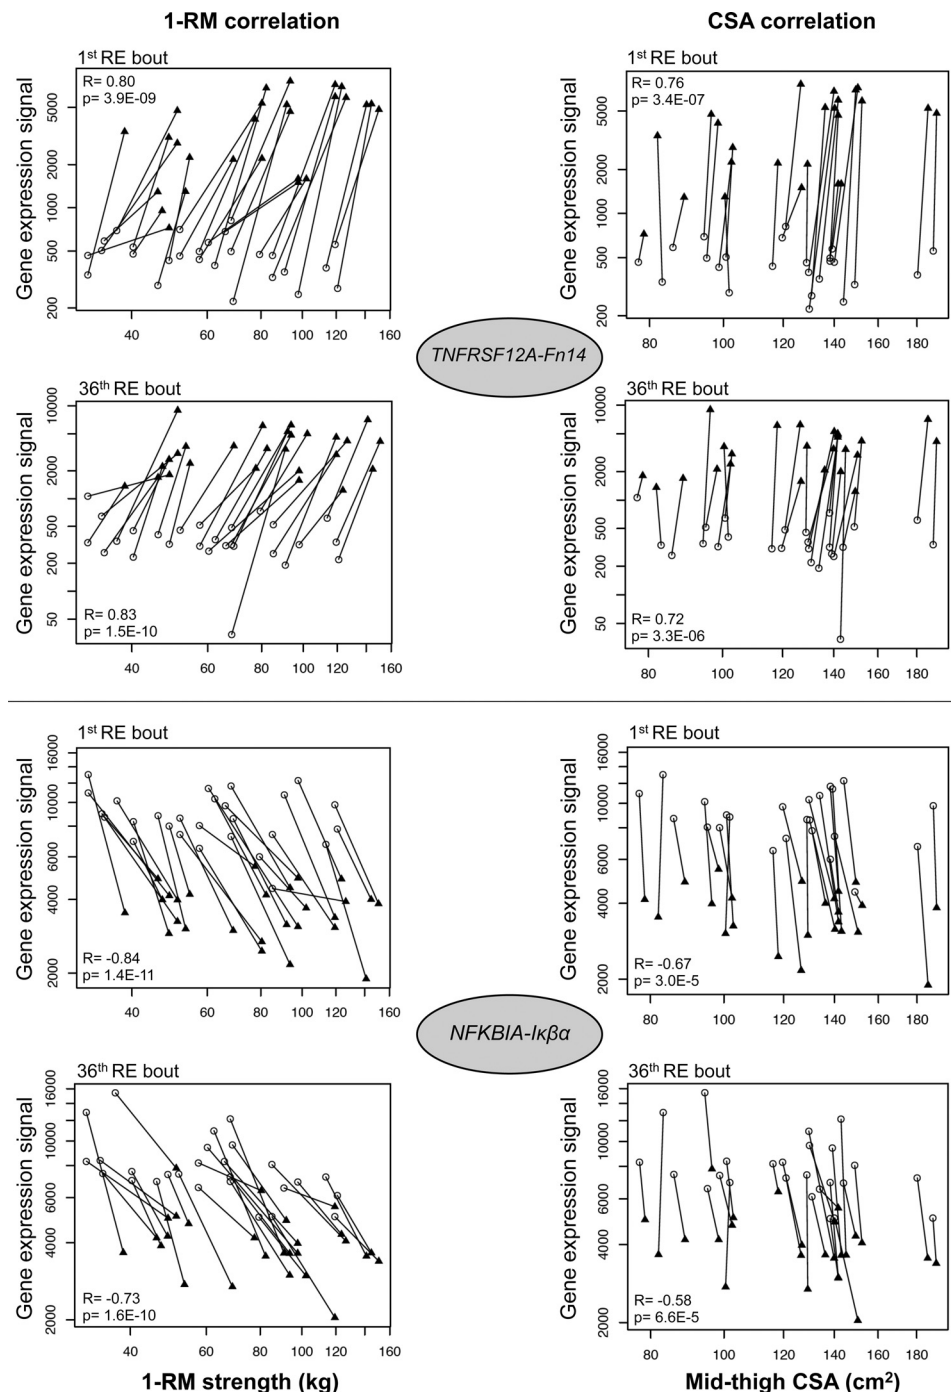 1-RM correlation
CSA correlation
1st RE bout
R= 0.80
p= 3.9E-09
Gene expression signal
5000
2000
1000
500
200
40
60
80
100
120
160
1st RE bout
R= 0.76
p= 3.4E-07
Gene expression signal
5000
2000
1000
500
200
80
100
120
140
160
180
TNFRSF12A-Fn14
36th RE bout
R= 0.83
p= 1.5E-10
Gene expression signal
10000
2000
500
200
50
40
60
80
100
120
160
36th RE bout
R= 0.72
p= 3.3E-06
Gene expression signal
10000
2000
500
200
50
80
100
120
140
160
180
1st RE bout
R= -0.84
p= 1.4E-11
Gene expression signal
16000
10000
6000
4000
2000
40
60
80
100
120
160
1st RE bout
R= -0.67
p= 3.0E-5
Gene expression signal
16000
10000
6000
4000
2000
80
100
120
140
160
180
NFKBIA-Iκβα
36th RE bout
R= -0.73
p= 1.6E-10
Gene expression signal
16000
10000
6000
4000
2000
40
60
80
100
120
160
1-RM strength (kg)
36th RE bout
R= -0.58
p= 6.6E-5
Gene expression signal
16000
10000
6000
4000
2000
80
100
120
140
160
180
Mid-thigh CSA (cm²)